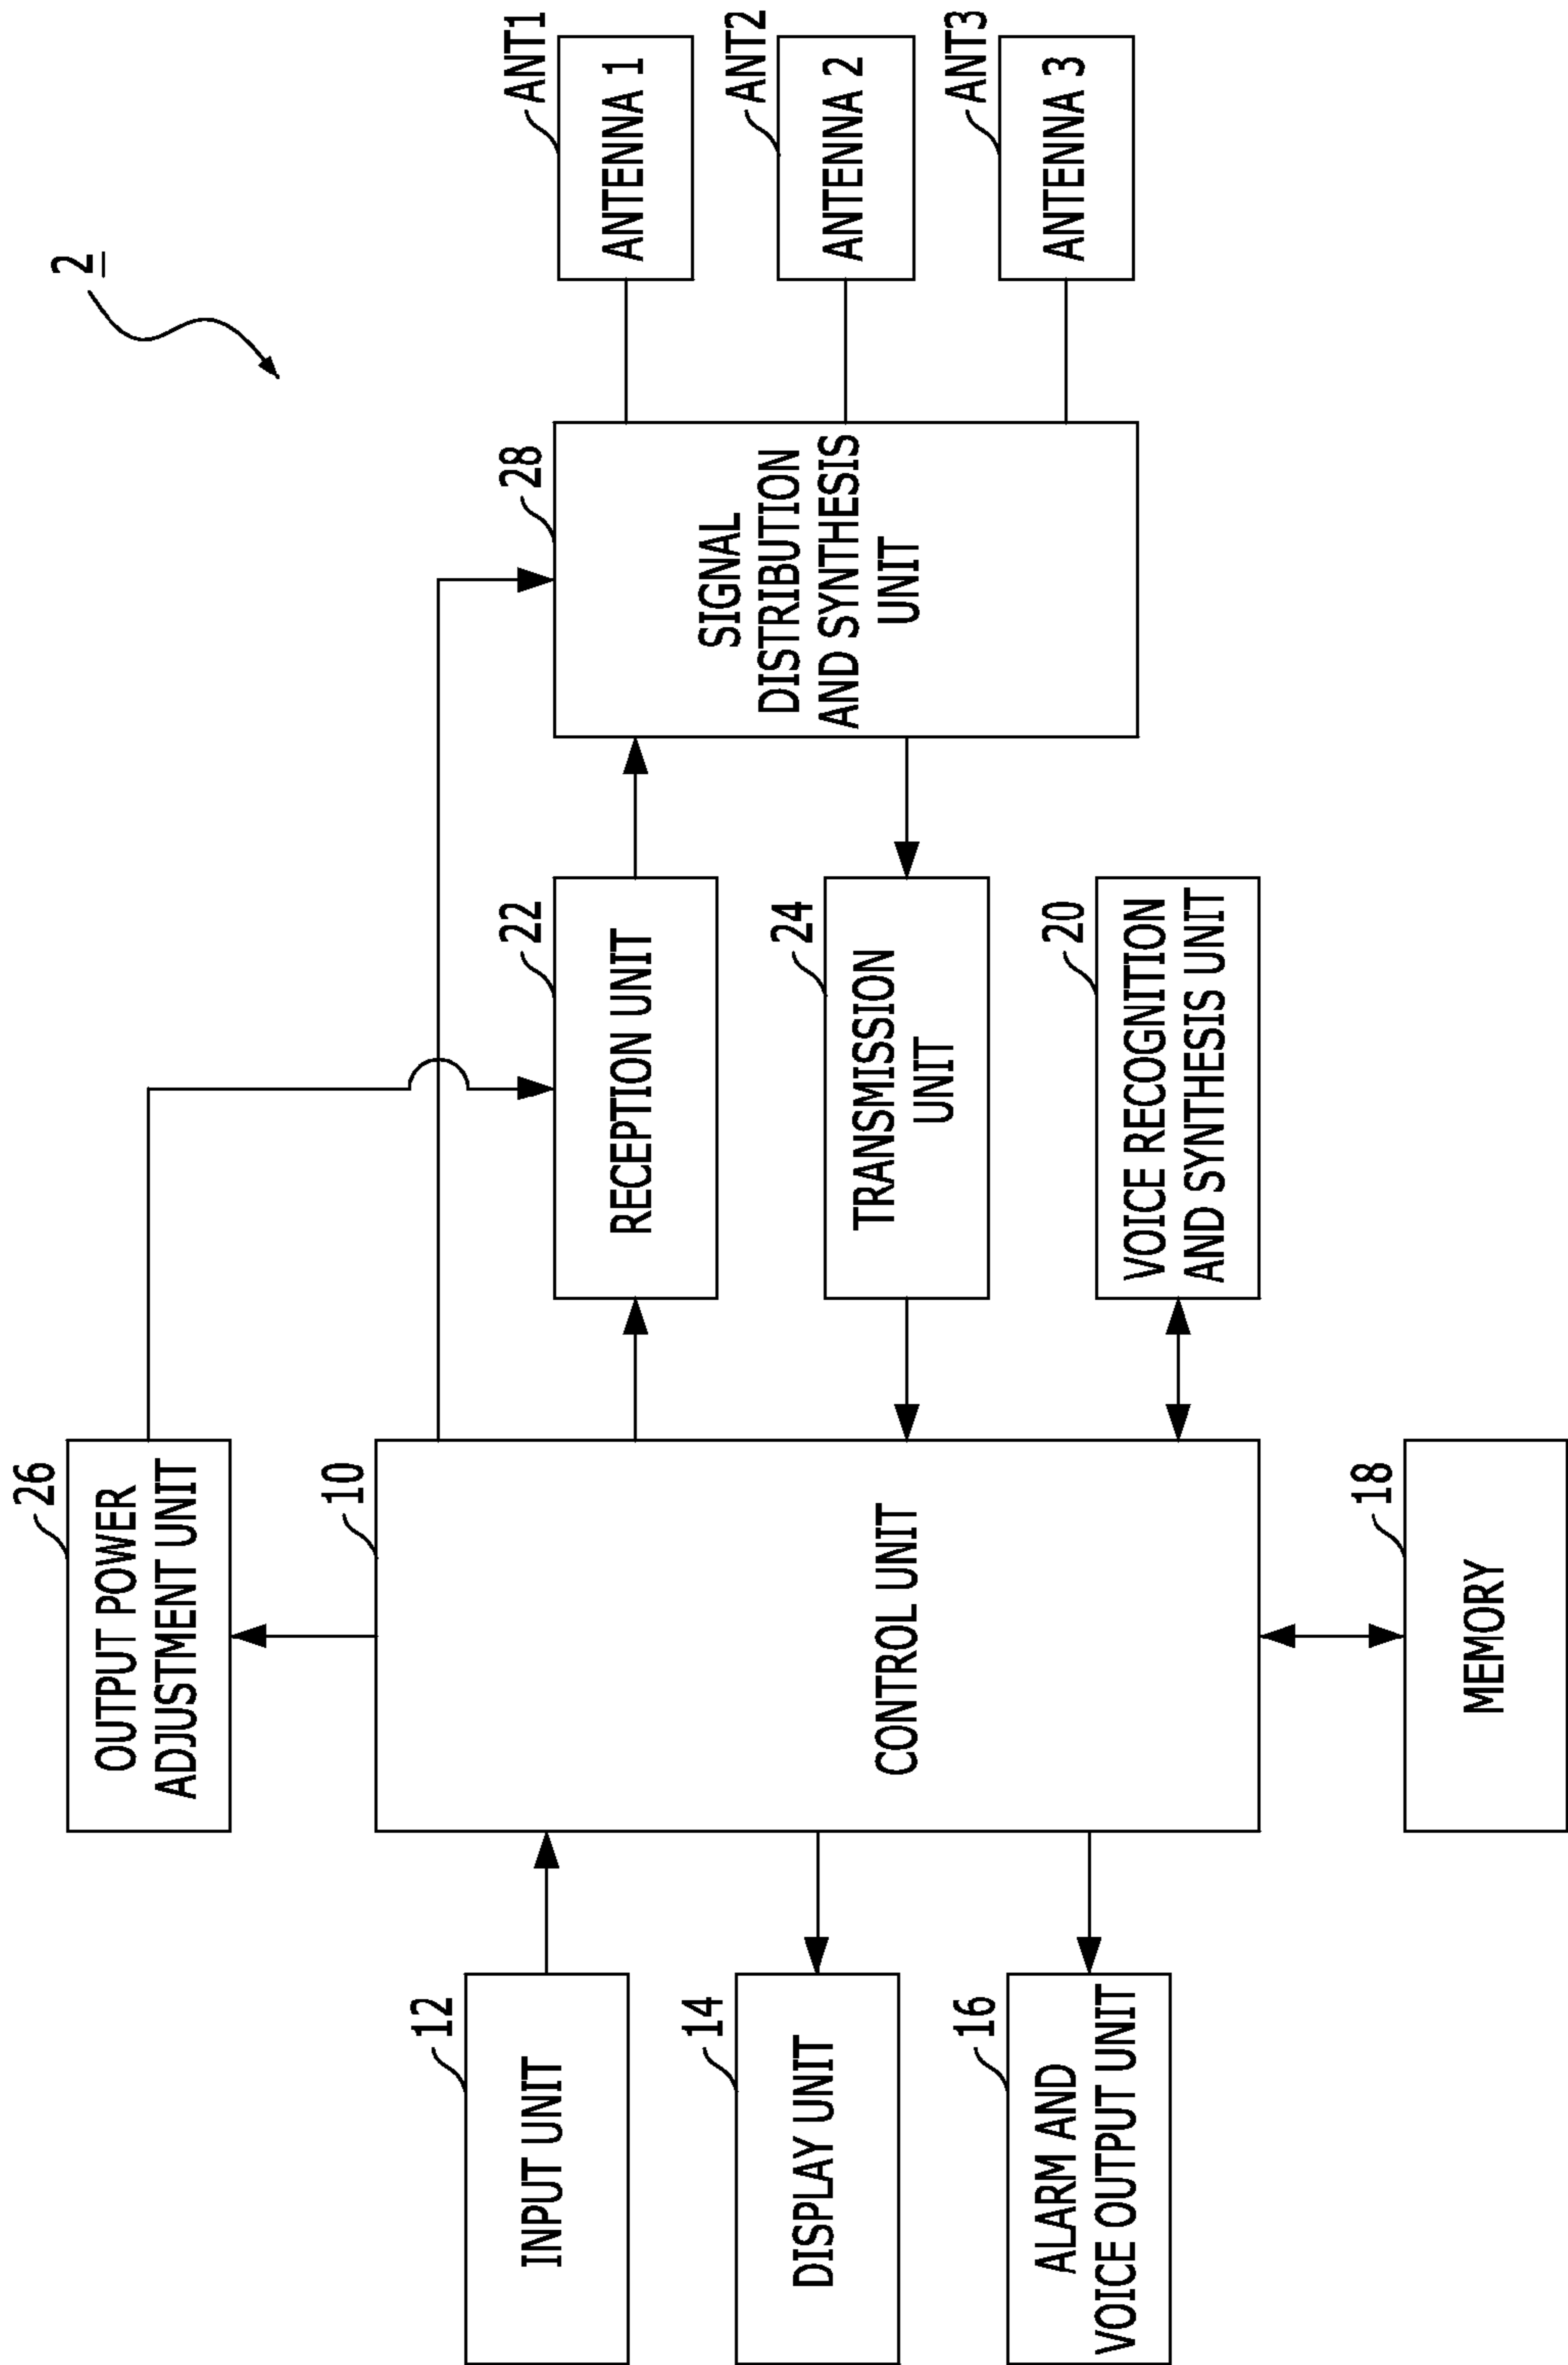 2
26
OUTPUT POWER
ADJUSTMENT UNIT
12
INPUT UNIT
14
DISPLAY UNIT
16
ALARM AND
VOICE OUTPUT UNIT
10
CONTROL UNIT
18
MEMORY
22
RECEPTION UNIT
24
TRANSMISSION
UNIT
20
VOICE RECOGNITION
AND SYNTHESIS UNIT
28
SIGNAL
DISTRIBUTION
AND SYNTHESIS
UNIT
ANT1
ANTENNA 1
ANT2
ANTENNA 2
ANT3
ANTENNA 3